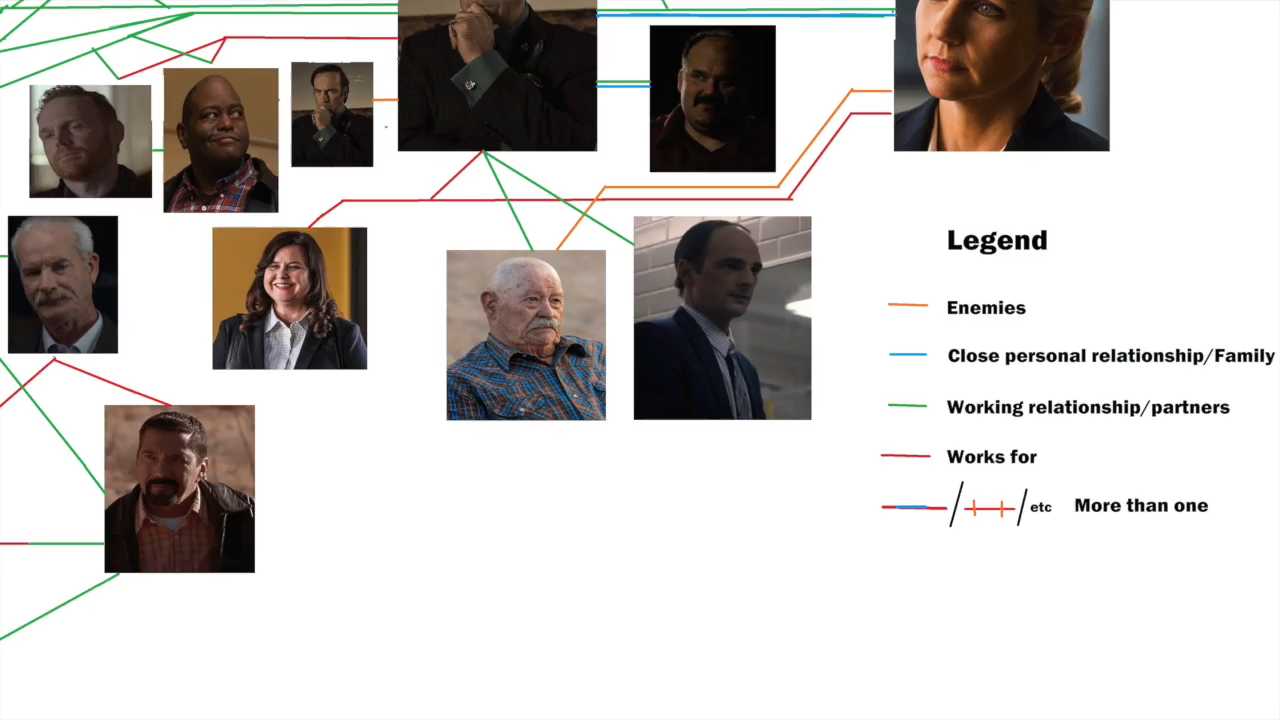 Legend
Enemies
Close personal relationship/Family
Working relationship/partners
Works for
etc More than one